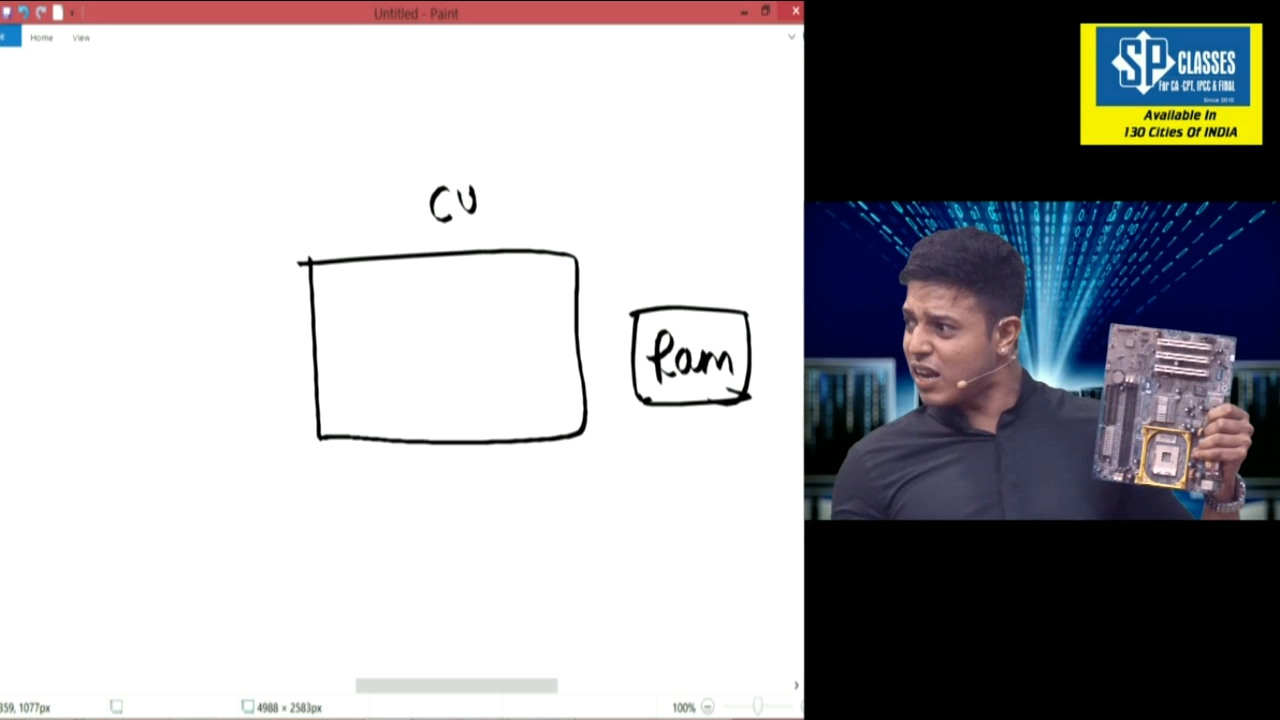 Untitled - Paint
Home
View
CU
Ram
4988 × 2583px
100%
SP CLASSES
For CA -CPT, IPCC & FINAL
Since 2010
Available In
130 Cities Of INDIA